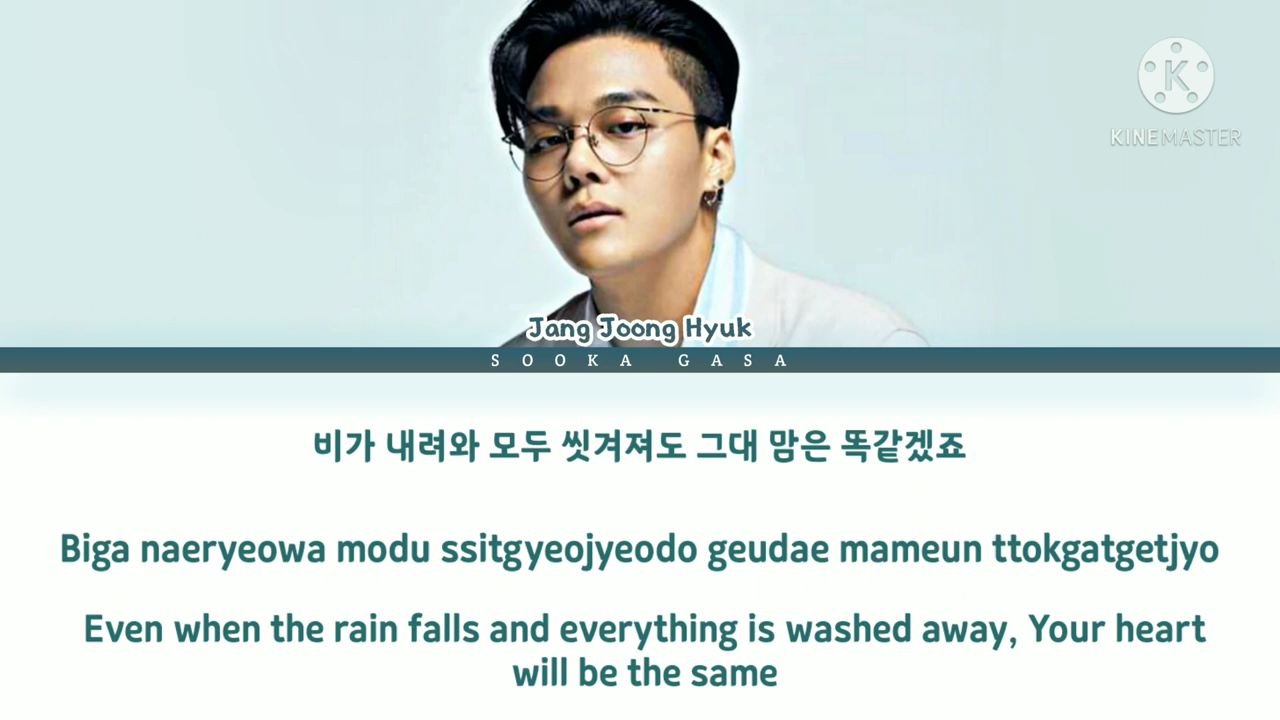 K
KINEMASTER
Jang Joong Hyuk
SOOKA GASA
비가 내려와 모두 씻겨져도 그대 맘은 똑같겠죠
Biga naeryeowa modu ssitgyeojyeodo geudae mameun ttokgatgetjyo
Even when the rain falls and everything is washed away, Your heart
will be the same